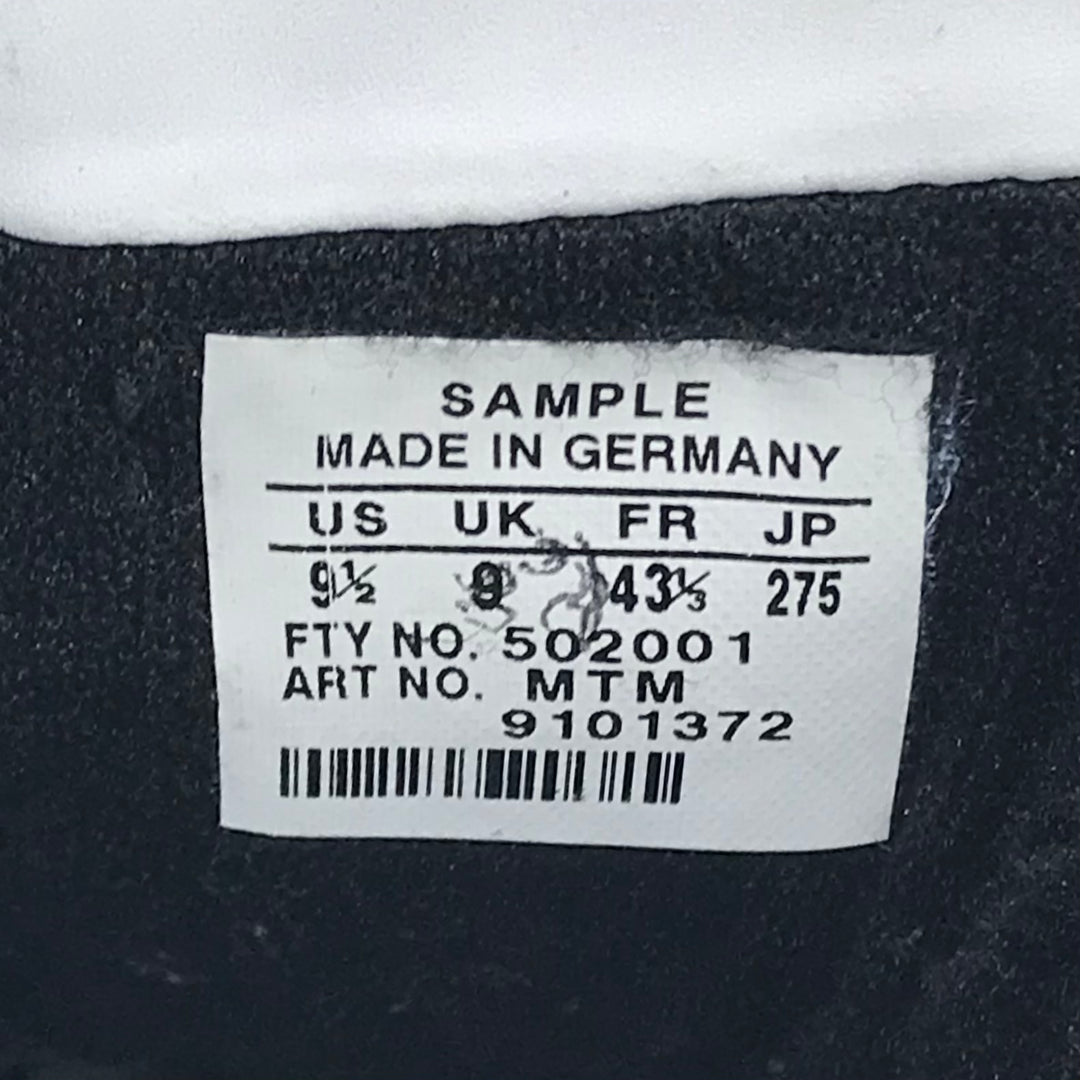 SAMPLE
MADE IN GERMANY
US UK FR JP
9½ 9 43⅓ 275
FTY NO. 502001
ART NO. MTM
9101372